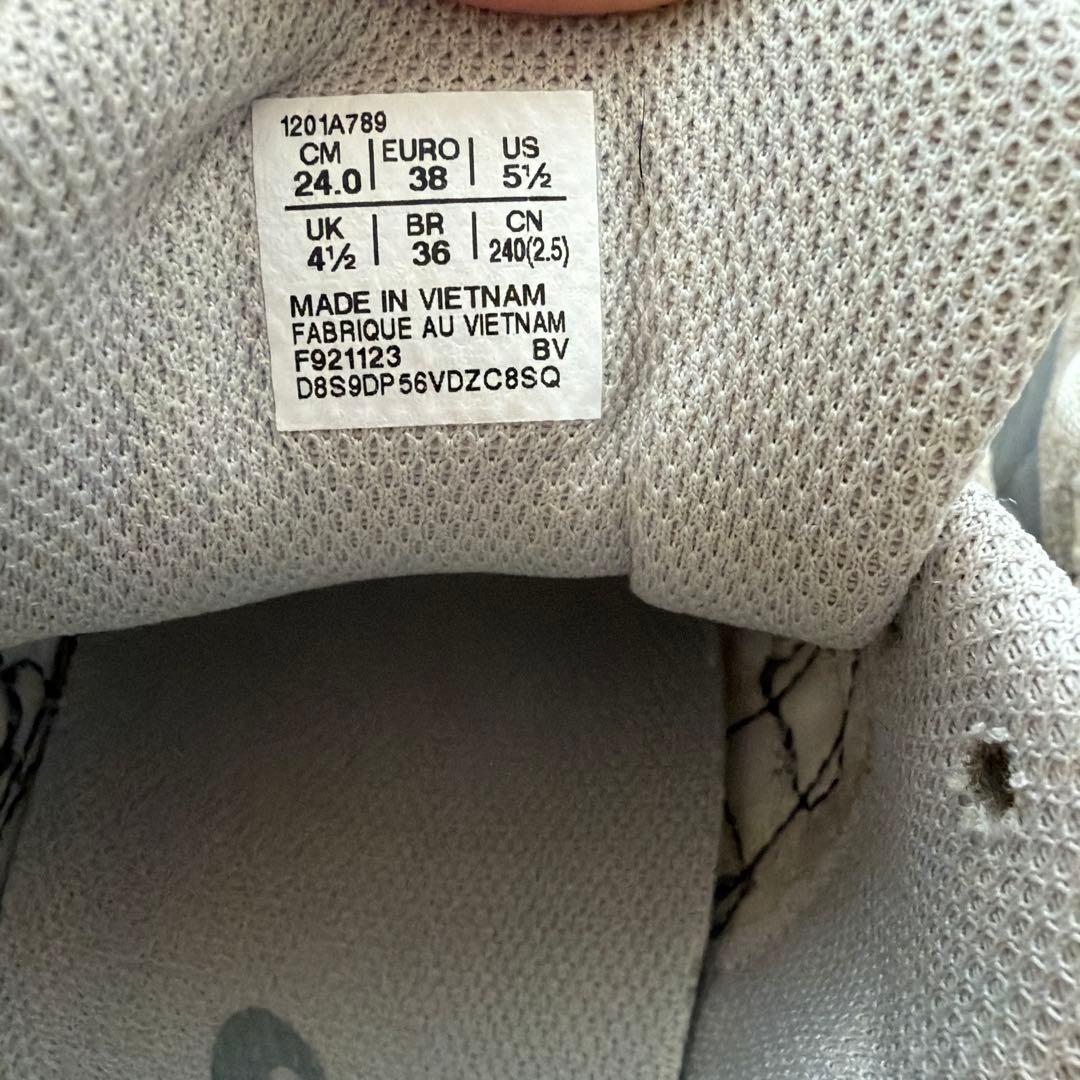 1201A789
CM | EURO | US
24.0 | 38 | 5½
UK | BR | CN
4½ | 36 | 240(2.5)
MADE IN VIETNAM
FABRIQUE AU VIETNAM
F921123 BV
D8S9DP56VDZC8SQ